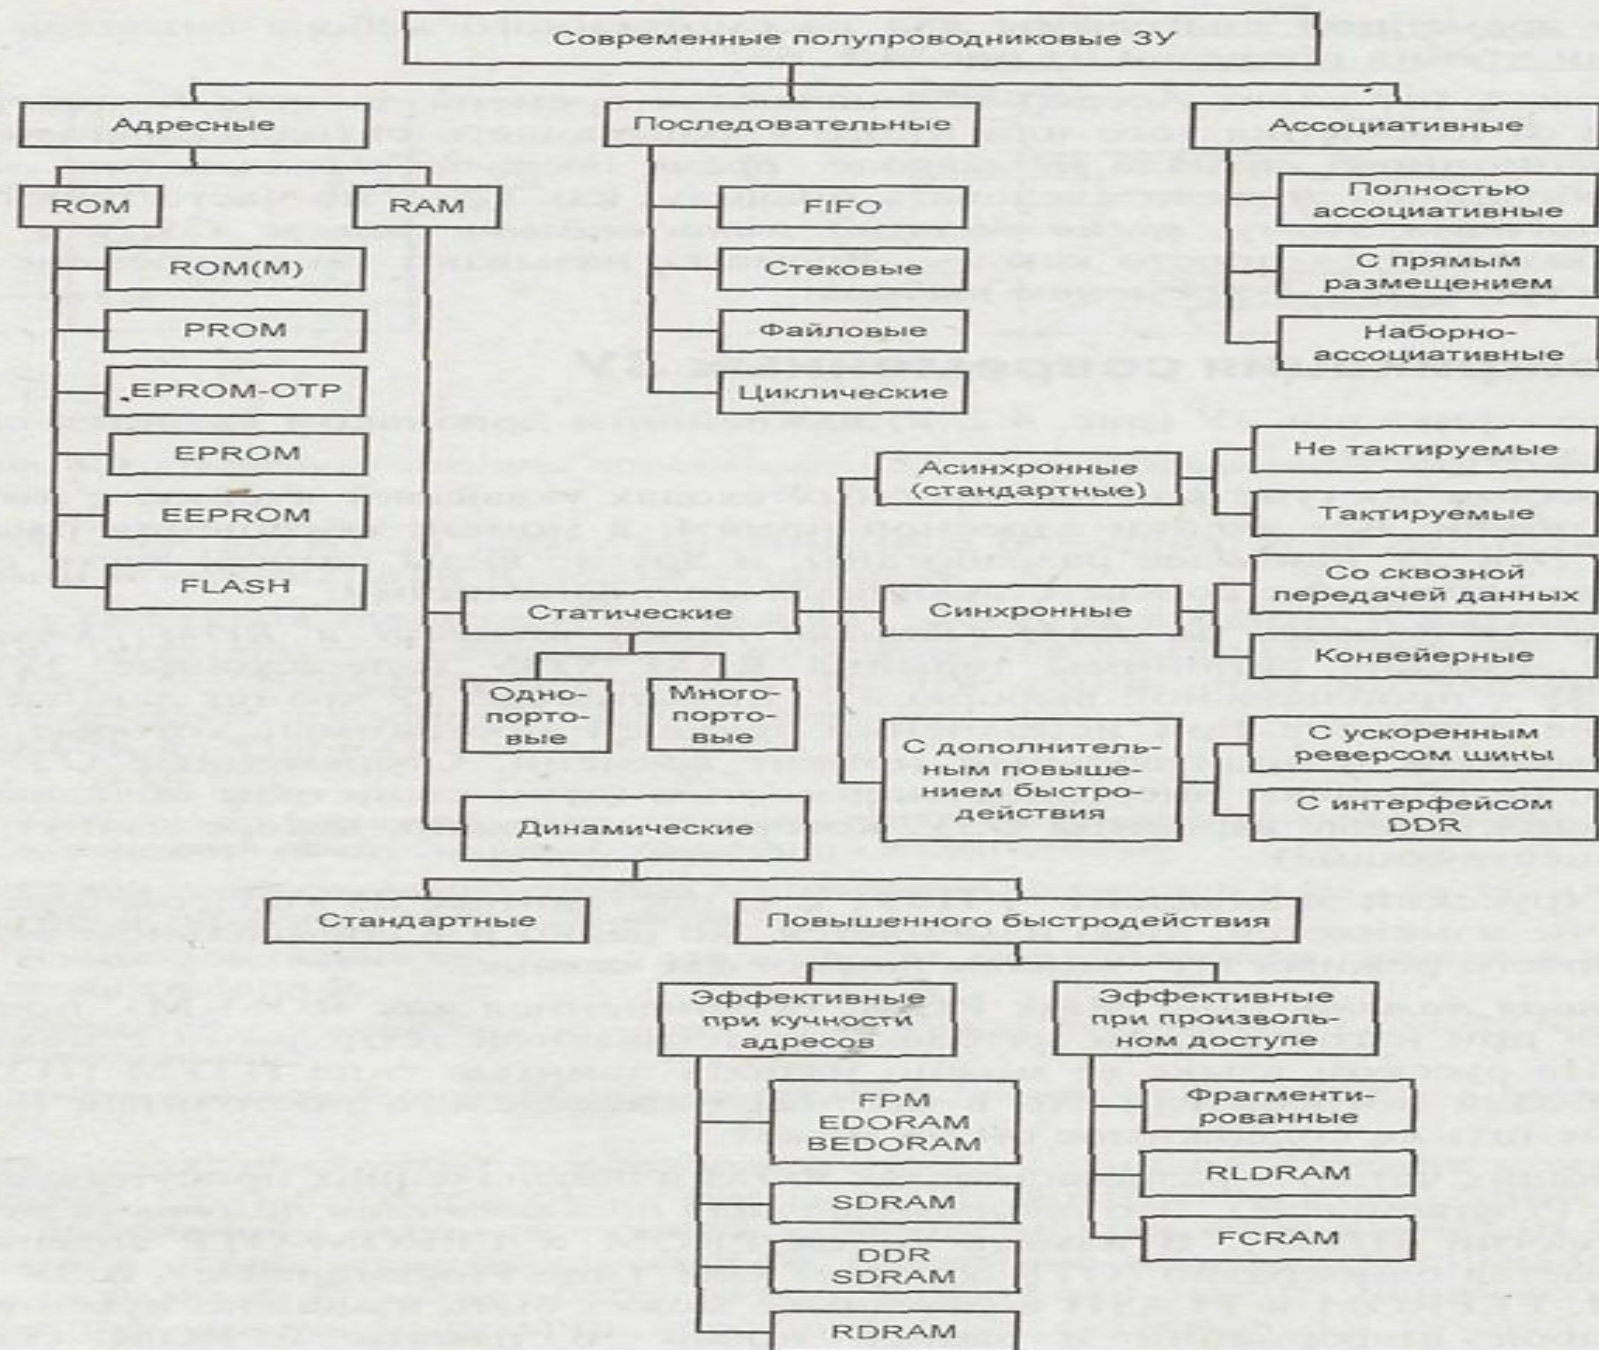 Современные полупроводниковые ЗУ
Адресные
Последовательные
Ассоциативные
ROM
RAM
ROM(M)
PROM
EPROM-OTP
EPROM
EEPROM
FLASH
FIFO
Стековые
Файловые
Циклические
Полностью
ассоциативные
С прямым
размещением
Наборно-
ассоциативные
Статические
Одно-
порто-
вые
Много-
порто-
вые
Асинхронные
(стандартные)
Не тактируемые
Тактируемые
Синхронные
Со сквозной
передачей данных
Конвейерные
С дополнитель-
ным повыше-
нием быстро-
действия
С ускоренным
реверсом шины
С интерфейсом
DDR
Динамические
Стандартные
Повышенного быстродействия
Эффективные
при кучности
адресов
Эффективные
при произволь-
ном доступе
FPM
EDORAM
BEDORAM
SDRAM
DDR
SDRAM
RDRAM
Фрагменти-
рованные
RLDRAM
FCRAM